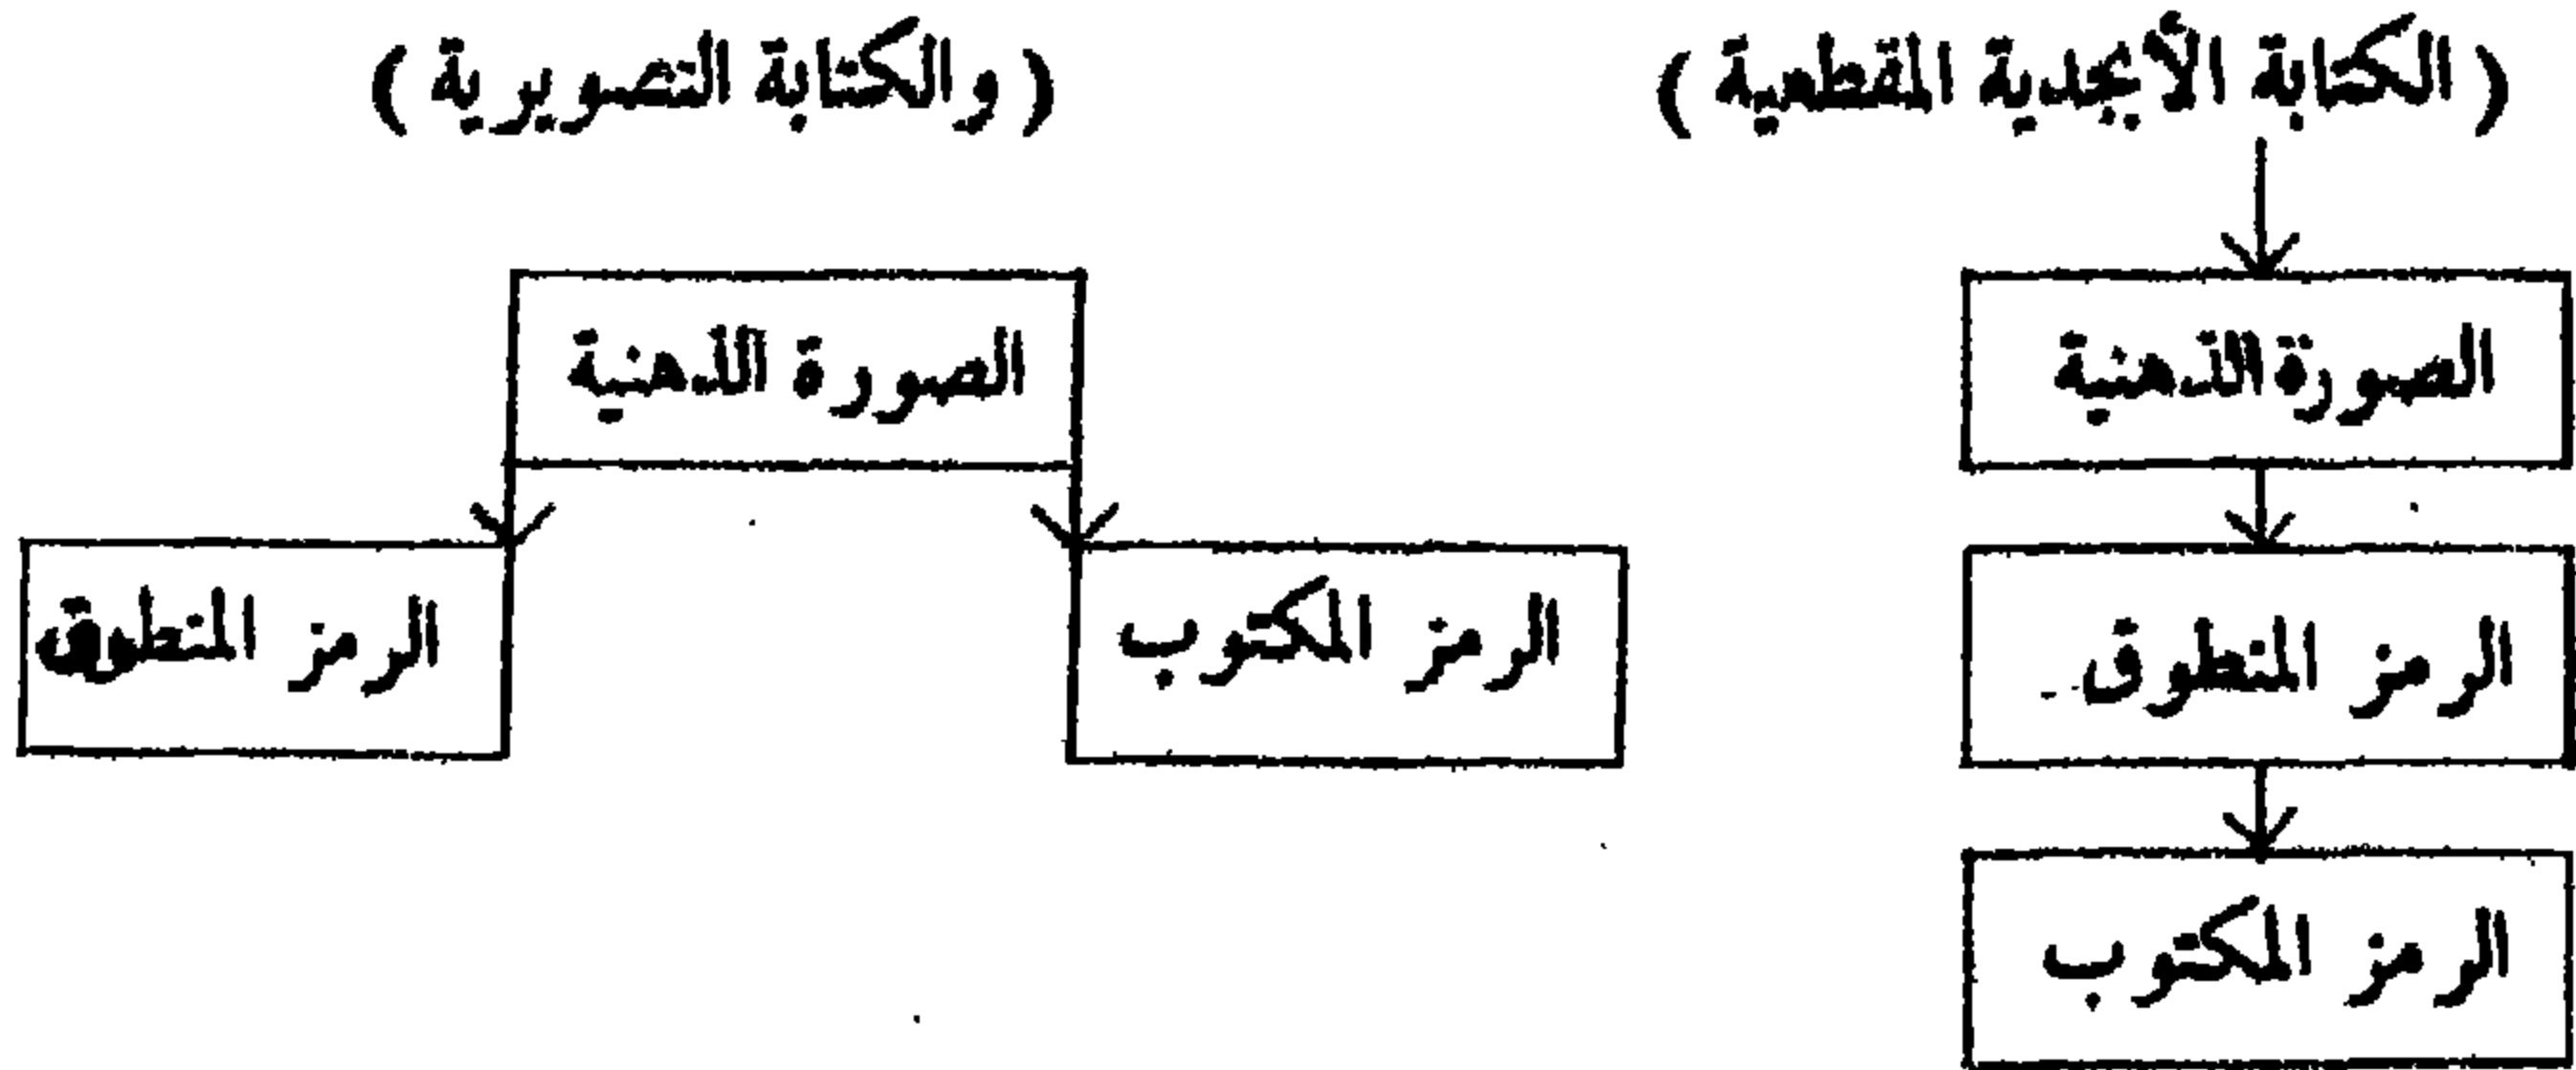 ( الكتابة الأبجدية المقطعية )
( والكتابة التصويرية )
الصورة الذهنية
الصورة الذهنية
الرمز المنطوق
الرمز المكتوب
الرمز المنطوق
الرمز المكتوب